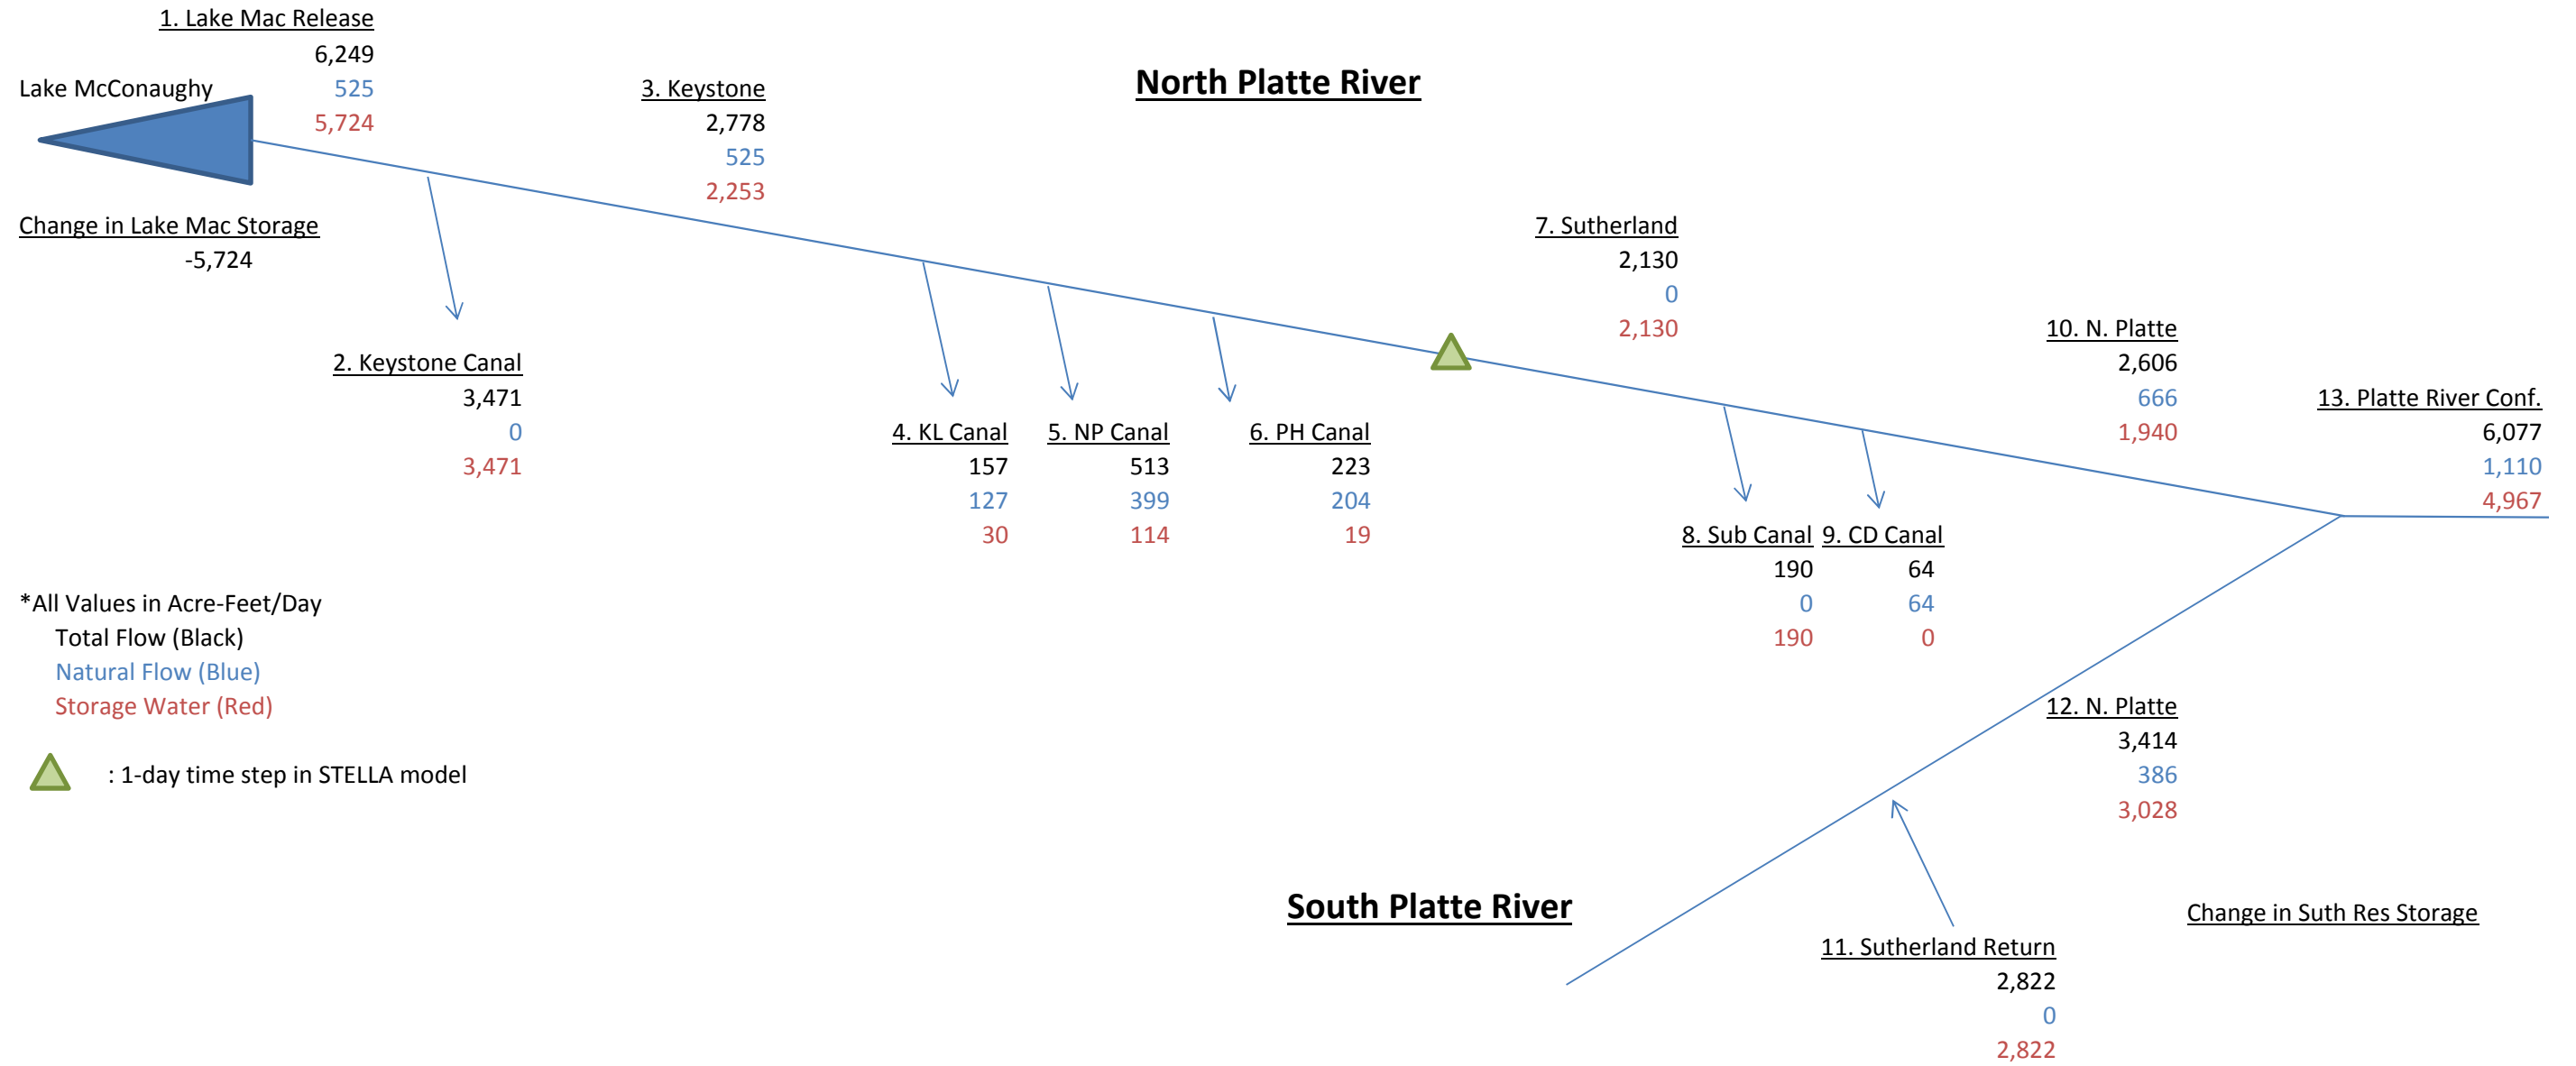 1. Lake Mac Release
6,249
525
5,724
Lake McConaughy
Change in Lake Mac Storage
-5,724
North Platte River
3. Keystone
2,778
525
2,253
2. Keystone Canal
3,471
0
3,471
4. KL Canal
157
127
30
5. NP Canal
513
399
114
6. PH Canal
223
204
19
7. Sutherland
2,130
0
2,130
8. Sub Canal
190
0
190
9. CD Canal
64
64
0
10. N. Platte
2,606
666
1,940
13. Platte River Conf.
6,077
1,110
4,967
*All Values in Acre-Feet/Day
Total Flow (Black)
Natural Flow (Blue)
Storage Water (Red)
: 1-day time step in STELLA model
12. N. Platte
3,414
386
3,028
South Platte River
Change in Suth Res Storage
11. Sutherland Return
2,822
0
2,822